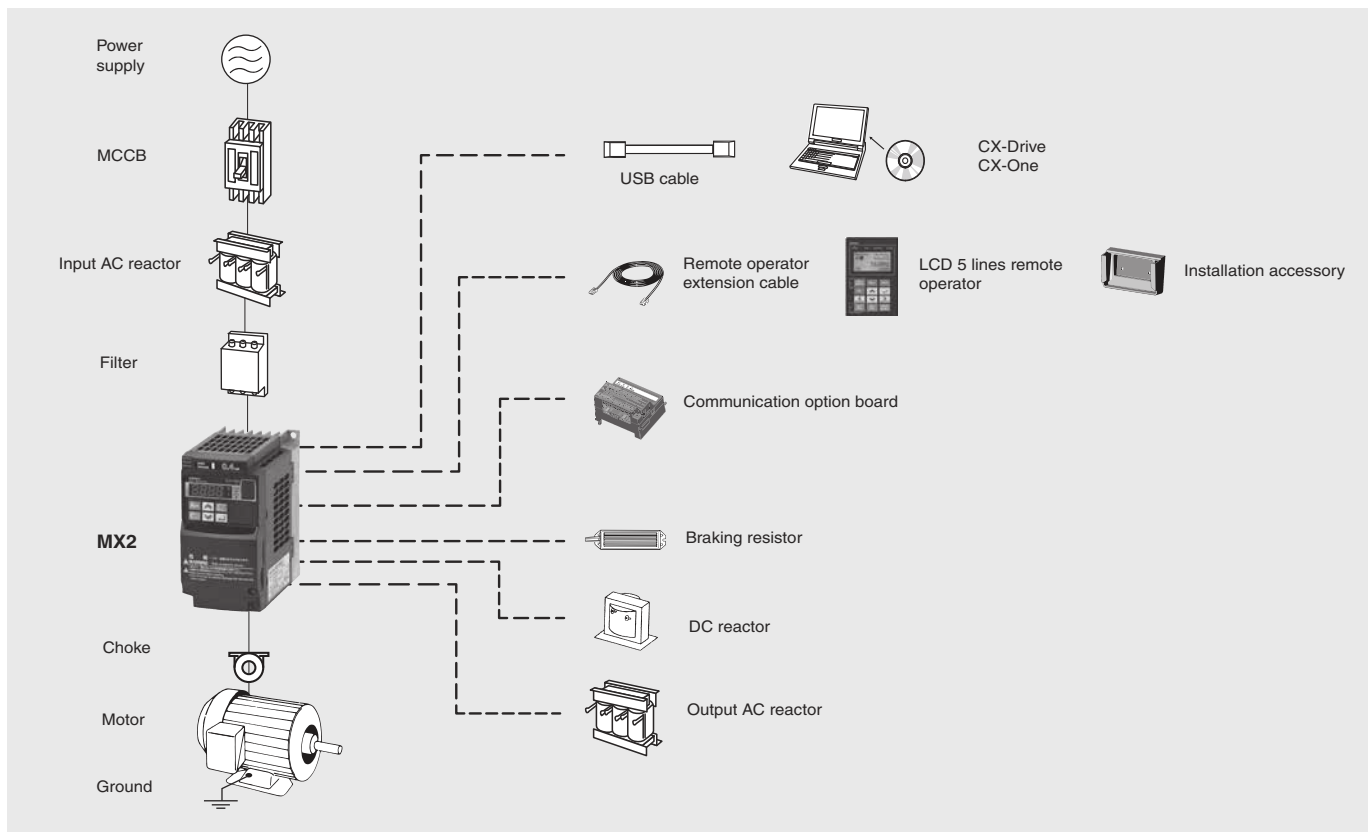 Power
supply
MCCB
Input AC reactor
Filter
MX2
Choke
Motor
Ground
USB cable
CX-Drive
CX-One
Remote operator
extension cable
LCD 5 lines remote
operator
Installation accessory
Communication option board
Braking resistor
DC reactor
Output AC reactor